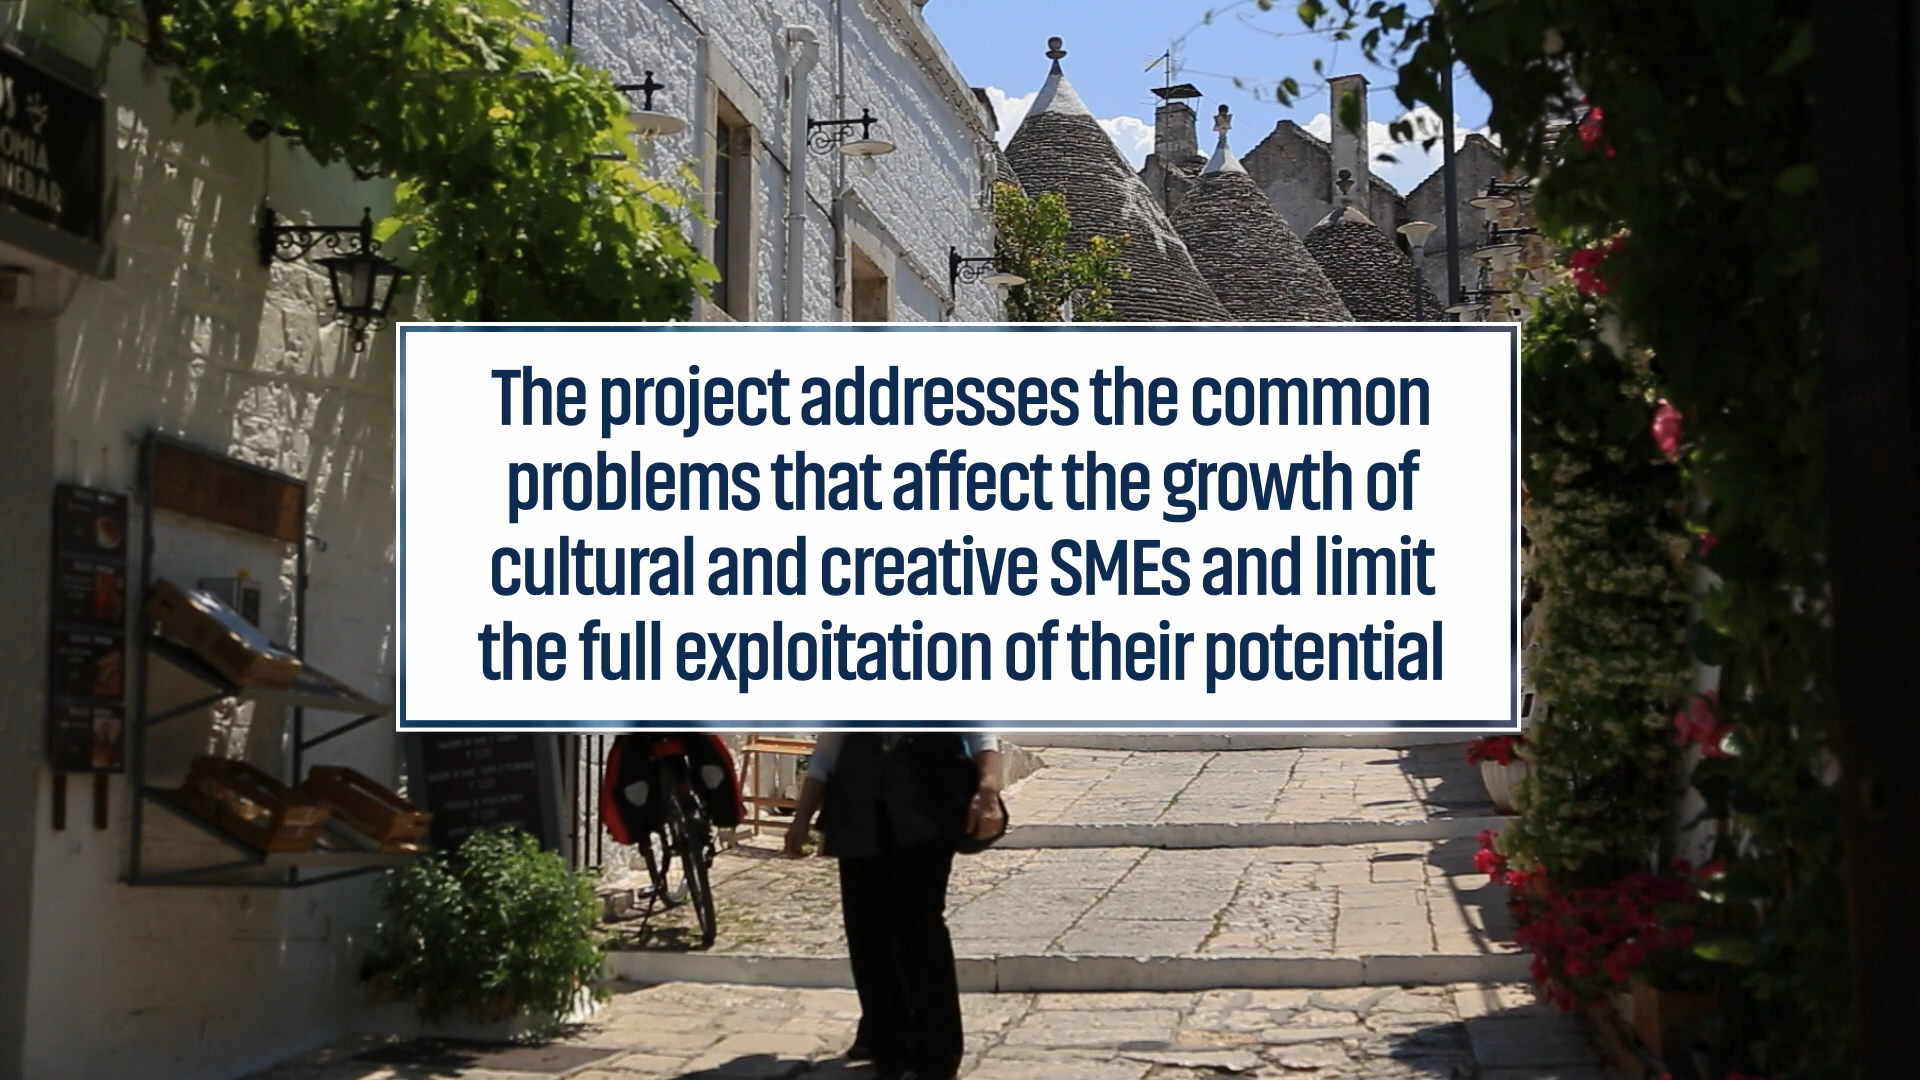 The project addresses the common
problems that affect the growth of
cultural and creative SMEs and limit
the full exploitation of their potential